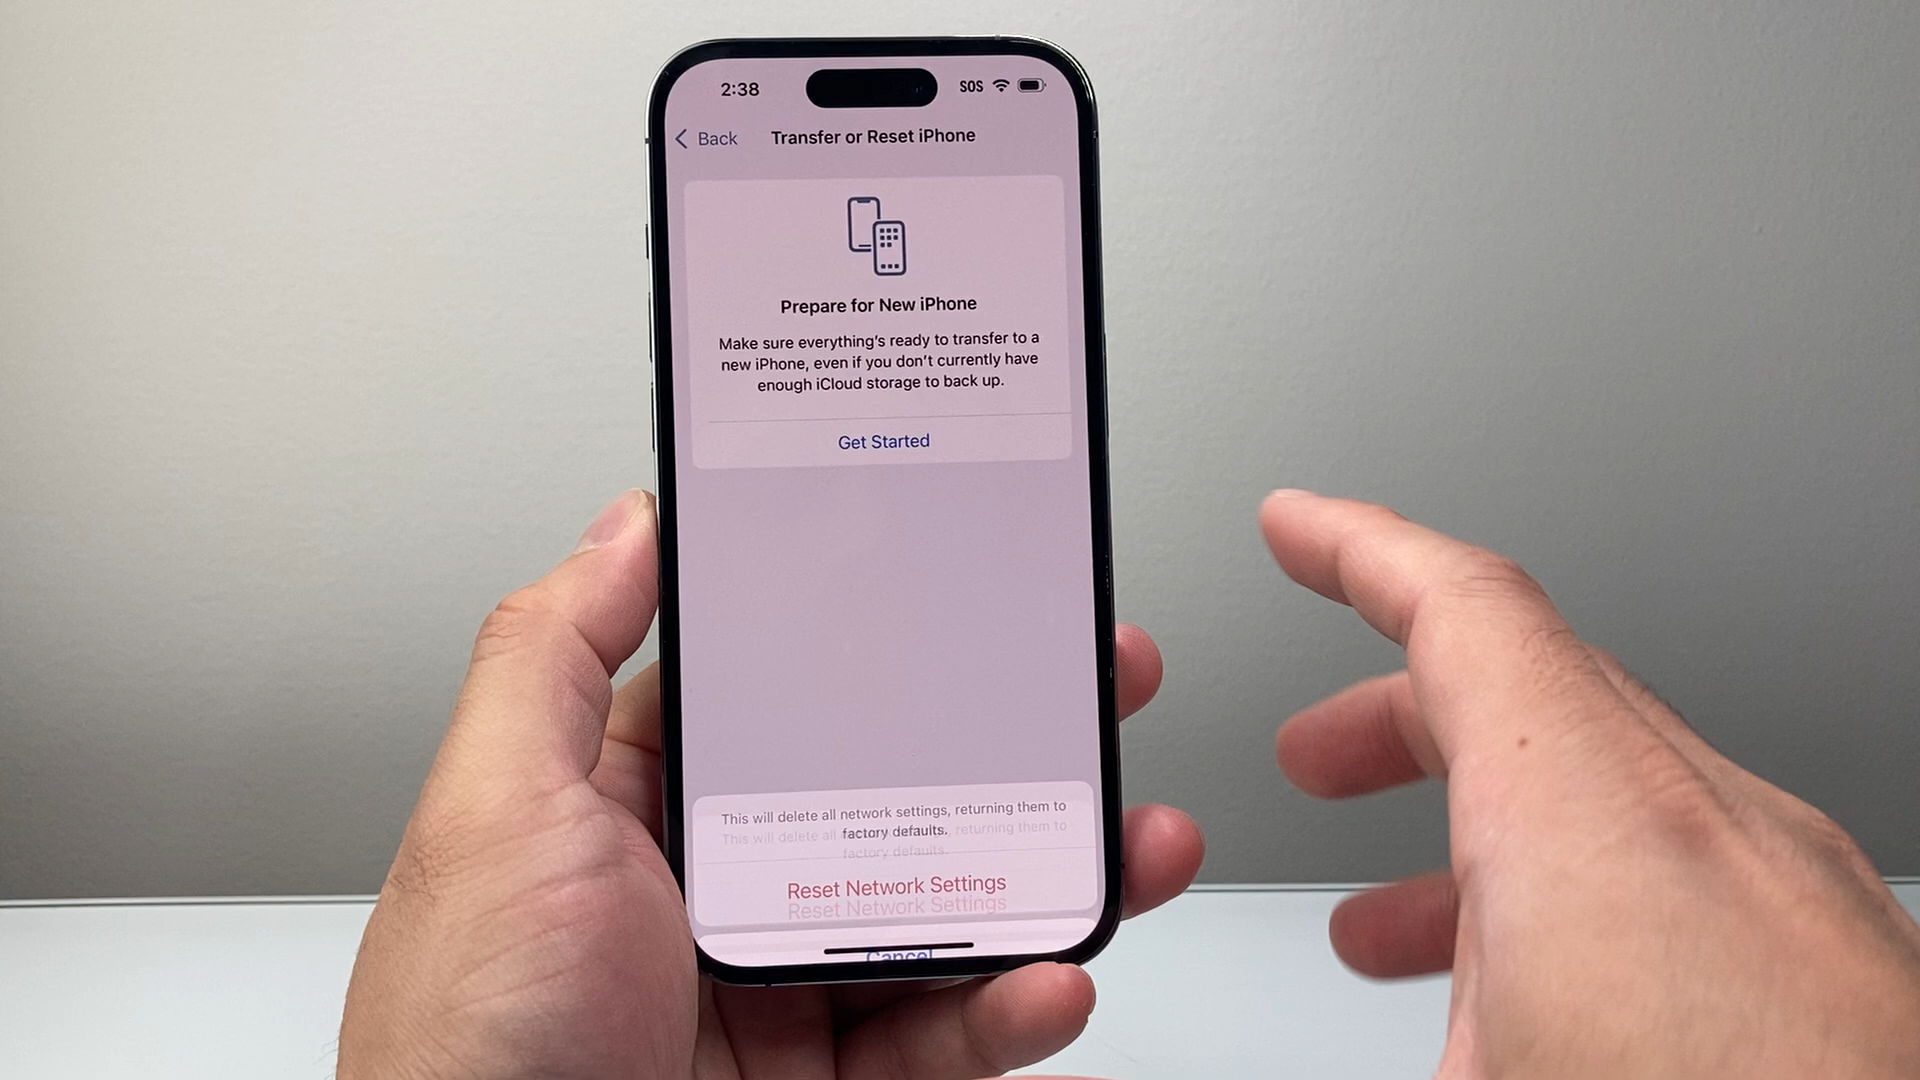 2:38
SOS
Back
Transfer or Reset iPhone
Prepare for New iPhone
Make sure everything's ready to transfer to a
new iPhone, even if you don't currently have
enough iCloud storage to back up.
Get Started
This will delete all network settings, returning them to
factory defaults.
This will delete all returning them to
factory defaults.
Reset Network Settings
Reset Network Settings
Cancel